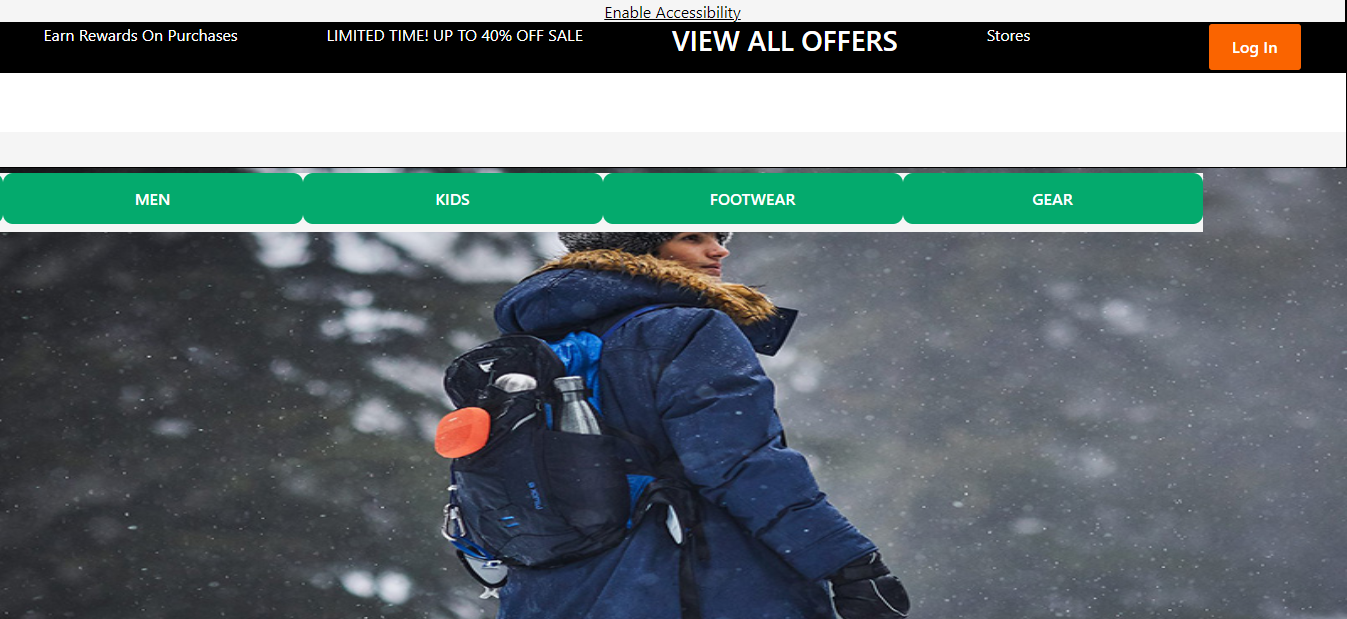 Enable Accessibility
Earn Rewards On Purchases LIMITED TIME! UP TO 40% OFF SALE VIEW ALL OFFERS Stores Log In
MEN KIDS FOOTWEAR GEAR